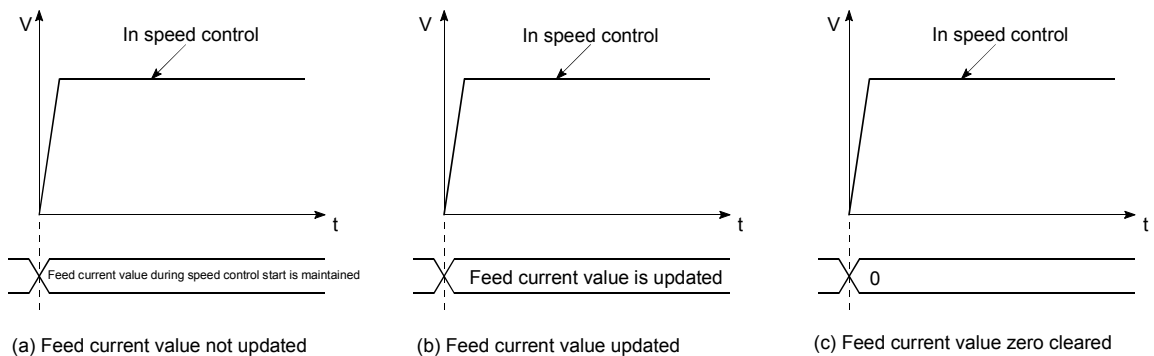 V
In speed control
t
Feed current value during speed control start is maintained
(a) Feed current value not updated
V
In speed control
t
Feed current value is updated
(b) Feed current value updated
V
In speed control
t
0
(c) Feed current value zero cleared